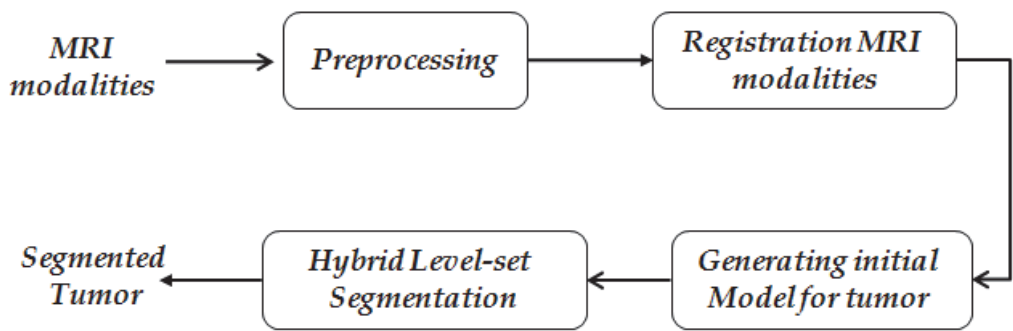 MRI
modalities
Preprocessing
Registration MRI
modalities
Generating initial
Model for tumor
Hybrid Level-set
Segmentation
Segmented
Tumor